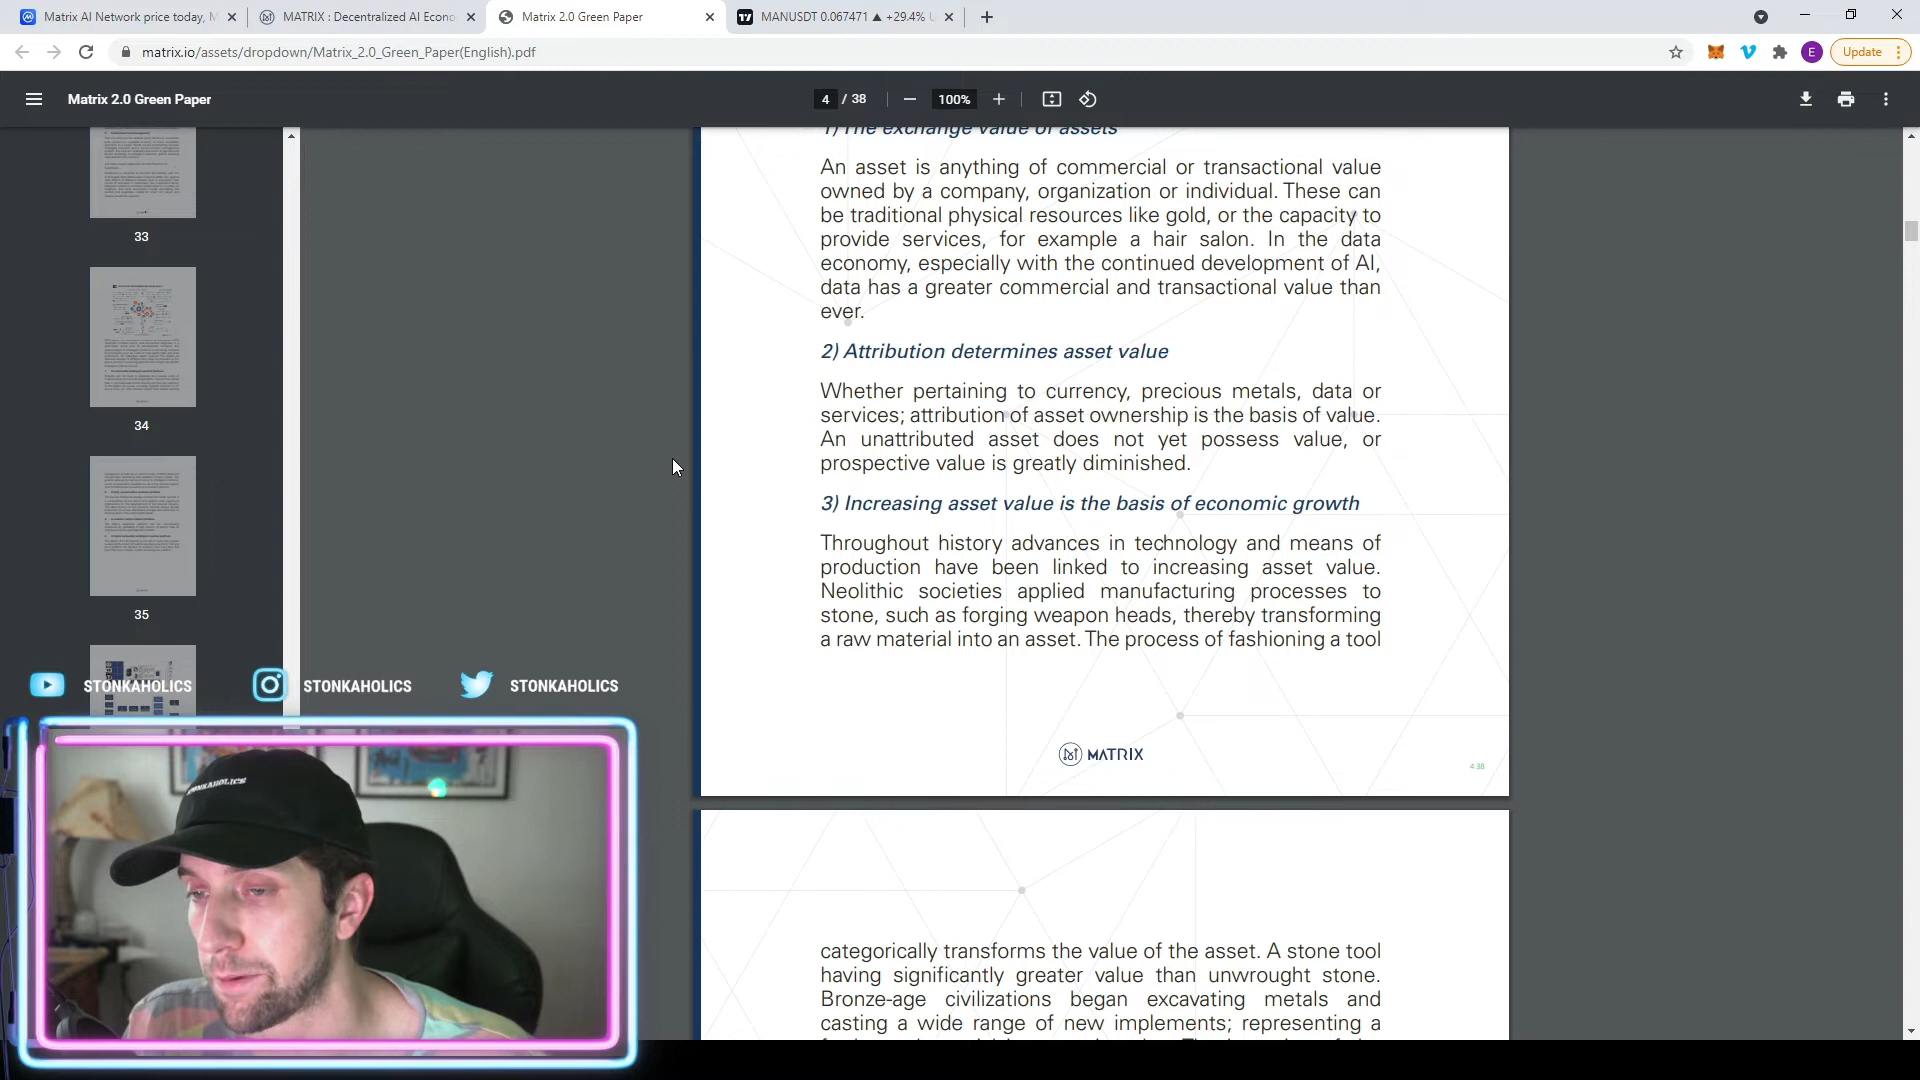 Matrix AI Network price today, M
MATRIX : Decentralized AI Econo
Matrix 2.0 Green Paper
MANUSDT 0.067471 ▲ +29.4% U
matrix.io/assets/dropdown/Matrix_2.0_Green_Paper(English).pdf
E
Update
Matrix 2.0 Green Paper
4 / 38
100%
33
34
35
1) The exchange value of assets
An asset is anything of commercial or transactional value
owned by a company, organization or individual. These can
be traditional physical resources like gold, or the capacity to
provide services, for example a hair salon. In the data
economy, especially with the continued development of AI,
data has a greater commercial and transactional value than
ever.
2) Attribution determines asset value
Whether pertaining to currency, precious metals, data or
services; attribution of asset ownership is the basis of value.
An unattributed asset does not yet possess value, or
prospective value is greatly diminished.
3) Increasing asset value is the basis of economic growth
Throughout history advances in technology and means of
production have been linked to increasing asset value.
Neolithic societies applied manufacturing processes to
stone, such as forging weapon heads, thereby transforming
a raw material into an asset. The process of fashioning a tool
MATRIX
4 38
categorically transforms the value of the asset. A stone tool
having significantly greater value than unwrought stone.
Bronze-age civilizations began excavating metals and
casting a wide range of new implements; representing a
STONKAHOLICS
STONKAHOLICS
STONKAHOLICS
STONKAHOLICS